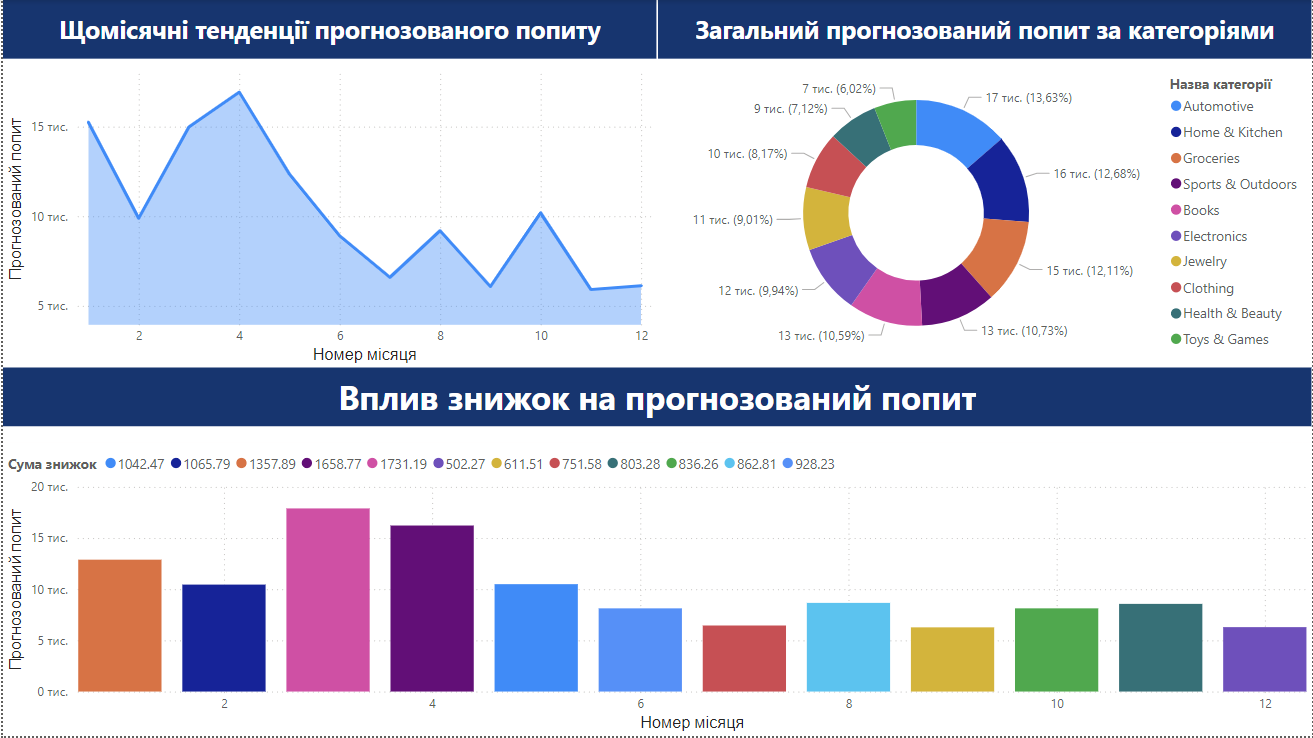 Щомісячні тенденції прогнозованого попиту
Прогнозований попит
15 тис.
10 тис.
5 тис.
2 4 6 8 10 12
Номер місяця
Загальний прогнозований попит за категоріями
17 тис. (13,63%)
16 тис. (12,68%)
15 тис. (12,11%)
13 тис. (10,73%)
13 тис. (10,59%)
12 тис. (9,94%)
11 тис. (9,01%)
10 тис. (8,17%)
9 тис. (7,12%)
7 тис. (6,02%)
Назва категорії
Automotive
Home & Kitchen
Groceries
Sports & Outdoors
Books
Electronics
Jewelry
Clothing
Health & Beauty
Toys & Games
Вплив знижок на прогнозований попит
Сума знижок 1042.47 1065.79 1357.89 1658.77 1731.19 502.27 611.51 751.58 803.28 836.26 862.81 928.23
Прогнозований попит
20 тис.
15 тис.
10 тис.
5 тис.
0 тис.
2 4 6 8 10 12
Номер місяця